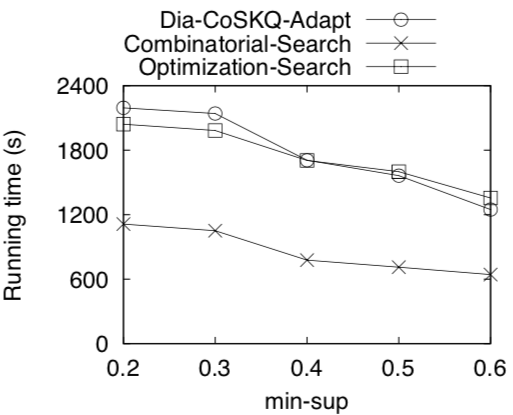 Dia-CoSKQ-Adapt
Combinatorial-Search
Optimization-Search
2400
1800
1200
600
0
Running time (s)
0.2 0.3 0.4 0.5 0.6
min-sup